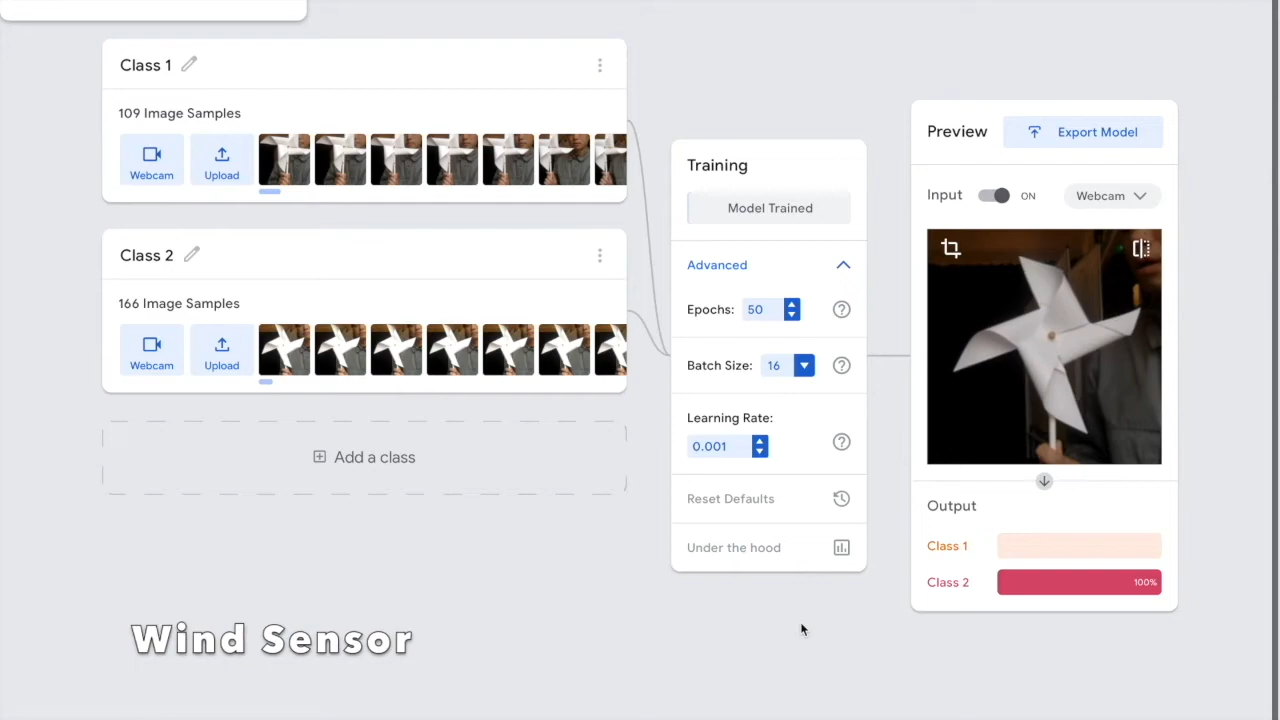 Class 1
109 Image Samples
Webcam
Upload
Class 2
166 Image Samples
Webcam
Upload
Add a class
Training
Model Trained
Advanced
Epochs: 50
Batch Size: 16
Learning Rate:
0.001
Reset Defaults
Under the hood
Preview
Export Model
Input ON Webcam
Output
Class 1
Class 2 100%
Wind Sensor